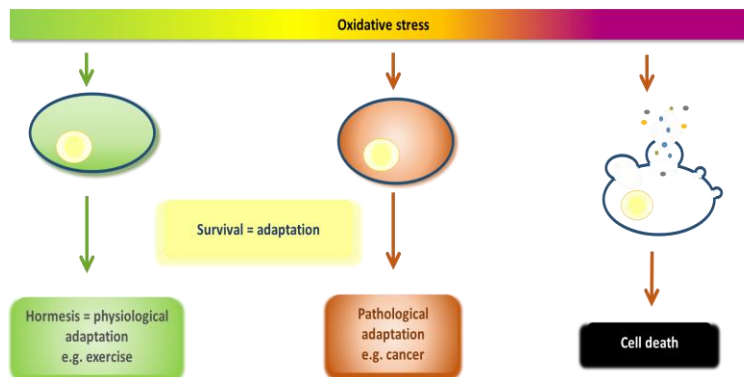 Oxidative stress
Survival = adaptation
Hormesis = physiological
adaptation
e.g. exercise
Pathological
adaptation
e.g. cancer
Cell death